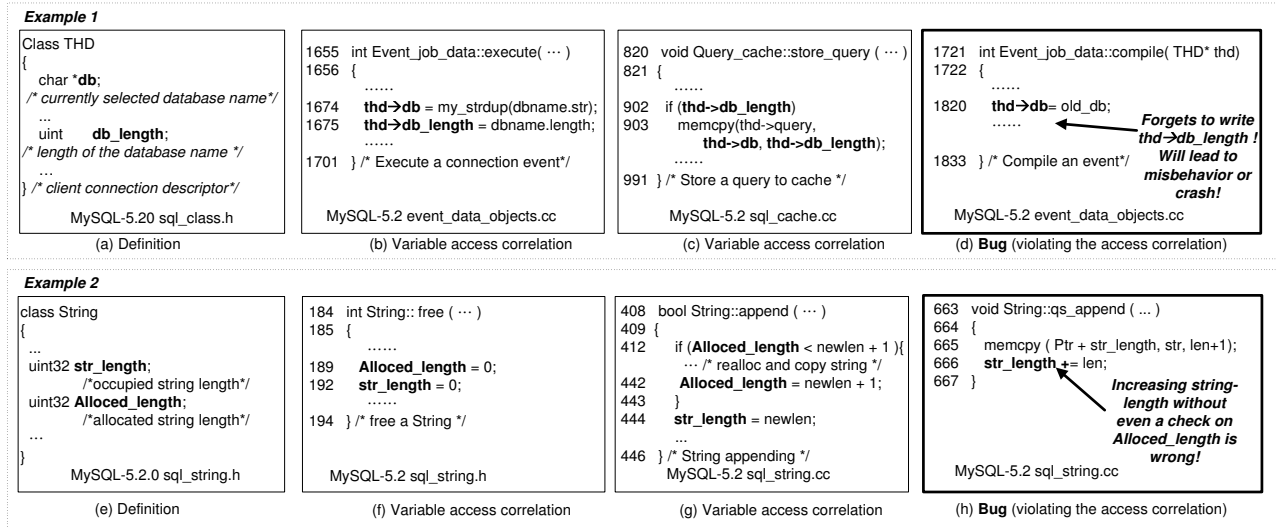 Example 1
Class THD
{
char *db;
/* currently selected database name*/
...
uint db_length;
/* length of the database name */
...
} /* client connection descriptor*/
MySQL-5.20 sql_class.h
(a) Definition
1655 int Event_job_data::execute( ··· )
1656 {
······
1674 thd→db = my_strdup(dbname.str);
1675 thd→db_length = dbname.length;
······
1701 } /* Execute a connection event*/
MySQL-5.2 event_data_objects.cc
(b) Variable access correlation
820 void Query_cache::store_query ( ··· )
821 {
······
902 if (thd->db_length)
903 memcpy(thd->query,
thd->db, thd->db_length);
······
991 } /* Store a query to cache */
MySQL-5.2 sql_cache.cc
(c) Variable access correlation
1721 int Event_job_data::compile( THD* thd)
1722 {
······
1820 thd→db= old_db;
······
1833 } /* Compile an event*/
Forgets to write
thd→db_length !
Will lead to
misbehavior or
crash!
MySQL-5.2 event_data_objects.cc
(d) Bug (violating the access correlation)
Example 2
class String
{
...
uint32 str_length;
/*occupied string length*/
uint32 Alloced_length;
/*allocated string length*/
···
}
MySQL-5.2.0 sql_string.h
(e) Definition
184 int String:: free ( ··· )
185 {
······
189 Alloced_length = 0;
192 str_length = 0;
······
194 } /* free a String */
MySQL-5.2 sql_string.h
(f) Variable access correlation
408 bool String::append ( ··· )
409 {
412 if (Alloced_length < newlen + 1 ){
··· /* realloc and copy string */
442 Alloced_length = newlen + 1;
443 }
444 str_length = newlen;
...
446 } /* String appending */
MySQL-5.2 sql_string.cc
(g) Variable access correlation
663 void String::qs_append ( ... )
664 {
665 memcpy ( Ptr + str_length, str, len+1);
666 str_length += len;
667 }
Increasing string-
length without
even a check on
Alloced_length is
wrong!
MySQL-5.2 sql_string.cc
(h) Bug (violating the access correlation)